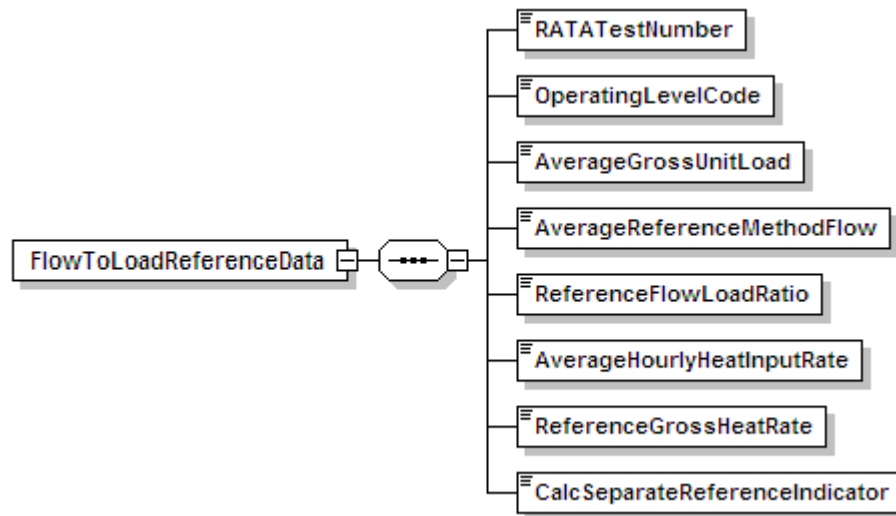 RATATestNumber
OperatingLevelCode
AverageGrossUnitLoad
AverageReferenceMethodFlow
FlowToLoadReferenceData
ReferenceFlowLoadRatio
AverageHourlyHeatInputRate
ReferenceGrossHeatRate
CalcSeparateReferenceIndicator